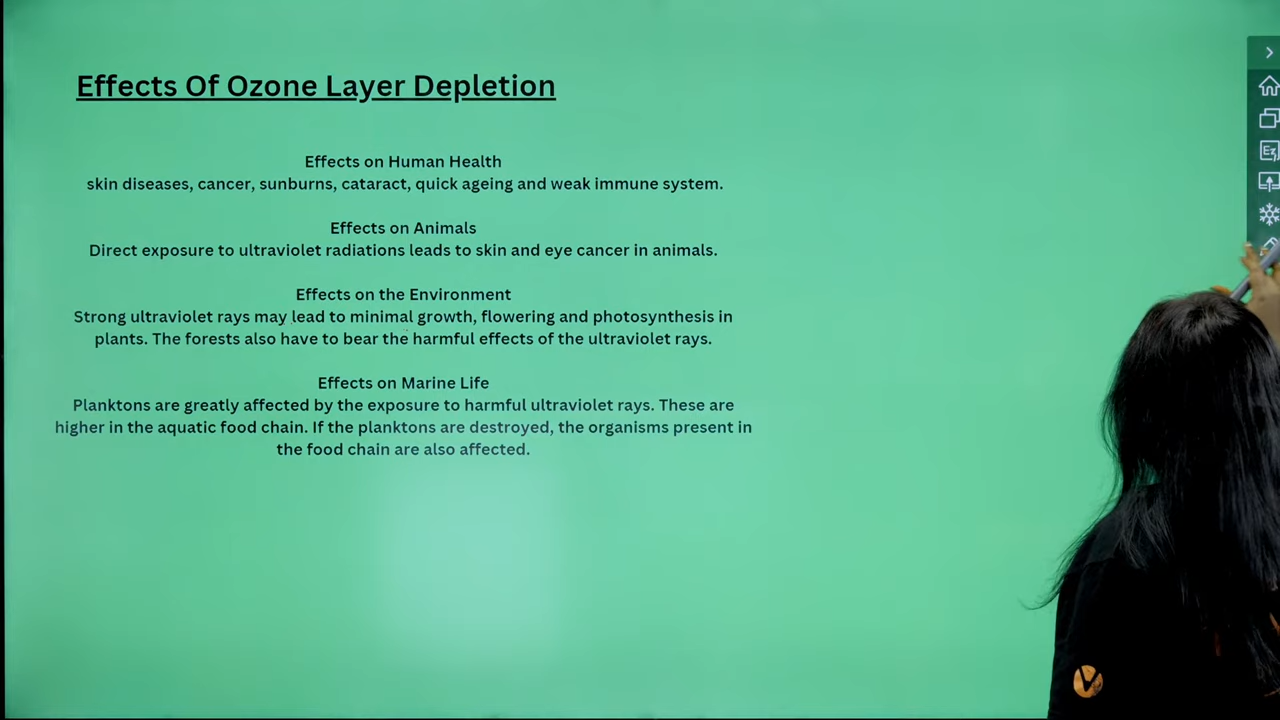 Effects Of Ozone Layer Depletion
Effects on Human Health
skin diseases, cancer, sunburns, cataract, quick ageing and weak immune system.
Effects on Animals
Direct exposure to ultraviolet radiations leads to skin and eye cancer in animals.
Effects on the Environment
Strong ultraviolet rays may lead to minimal growth, flowering and photosynthesis in
plants. The forests also have to bear the harmful effects of the ultraviolet rays.
Effects on Marine Life
Planktons are greatly affected by the exposure to harmful ultraviolet rays. These are
higher in the aquatic food chain. If the planktons are destroyed, the organisms present in
the food chain are also affected.